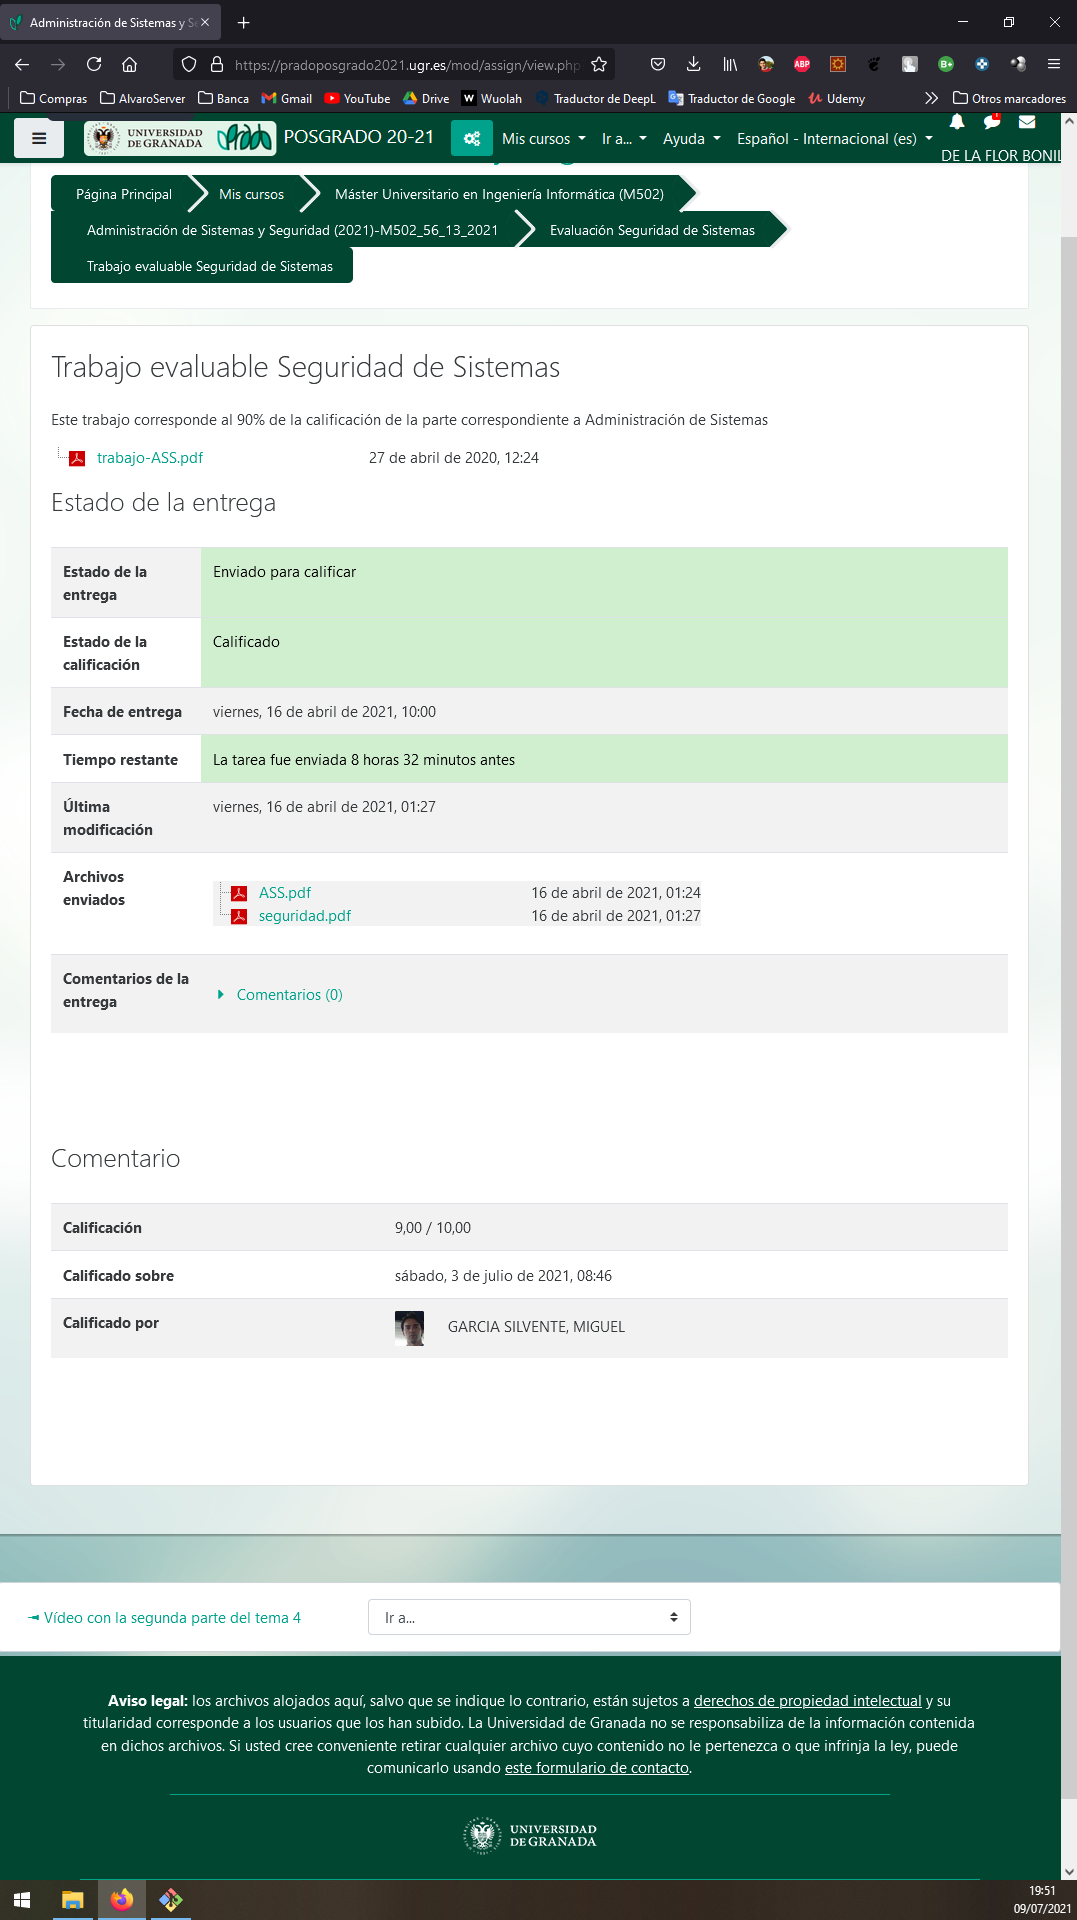 Administración de Sistemas y Se
https://pradoposgrado2021.ugr.es/mod/assign/view.php
ABP
B+
Compras
AlvaroServer
Banca
Gmail
YouTube
Drive
W Wuolah
Traductor de DeepL
Traductor de Google
Udemy
Otros marcadores
UNIVERSIDAD
DE GRANADA
POSGRADO 20-21
Mis cursos
Ir a...
Ayuda
Español - Internacional (es)
DE LA FLOR BONIL
Página Principal
Mis cursos
Máster Universitario en Ingeniería Informática (M502)
Administración de Sistemas y Seguridad (2021)-M502_56_13_2021
Evaluación Seguridad de Sistemas
Trabajo evaluable Seguridad de Sistemas
Trabajo evaluable Seguridad de Sistemas
Este trabajo corresponde al 90% de la calificación de la parte correspondiente a Administración de Sistemas
trabajo-ASS.pdf 27 de abril de 2020, 12:24
Estado de la entrega
Estado de la
entrega
Enviado para calificar
Estado de la
calificación
Calificado
Fecha de entrega viernes, 16 de abril de 2021, 10:00
Tiempo restante La tarea fue enviada 8 horas 32 minutos antes
Última
modificación
viernes, 16 de abril de 2021, 01:27
Archivos
enviados
ASS.pdf 16 de abril de 2021, 01:24
seguridad.pdf 16 de abril de 2021, 01:27
Comentarios de la
entrega
Comentarios (0)
Comentario
Calificación 9,00 / 10,00
Calificado sobre sábado, 3 de julio de 2021, 08:46
Calificado por GARCIA SILVENTE, MIGUEL
◄ Vídeo con la segunda parte del tema 4
Ir a...
Aviso legal: los archivos alojados aquí, salvo que se indique lo contrario, están sujetos a derechos de propiedad intelectual y su
titularidad corresponde a los usuarios que los han subido. La Universidad de Granada no se responsabiliza de la información contenida
en dichos archivos. Si usted cree conveniente retirar cualquier archivo cuyo contenido no le pertenezca o que infrinja la ley, puede
comunicarlo usando este formulario de contacto.
UNIVERSIDAD
DE GRANADA
19:51
09/07/2021